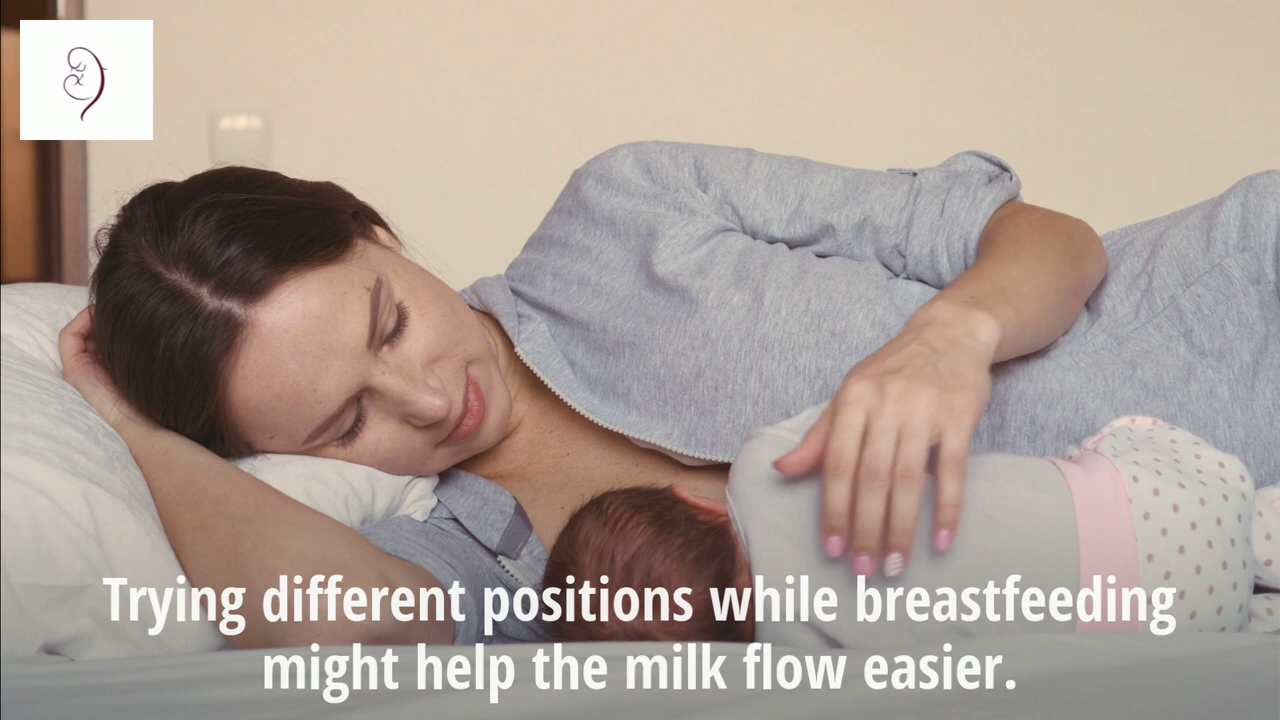 Trying different positions while breastfeeding
might help the milk flow easier.